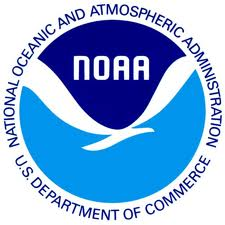 NATIONAL OCEANIC AND ATMOSPHERIC ADMINISTRATION
NOAA
U.S. DEPARTMENT OF COMMERCE